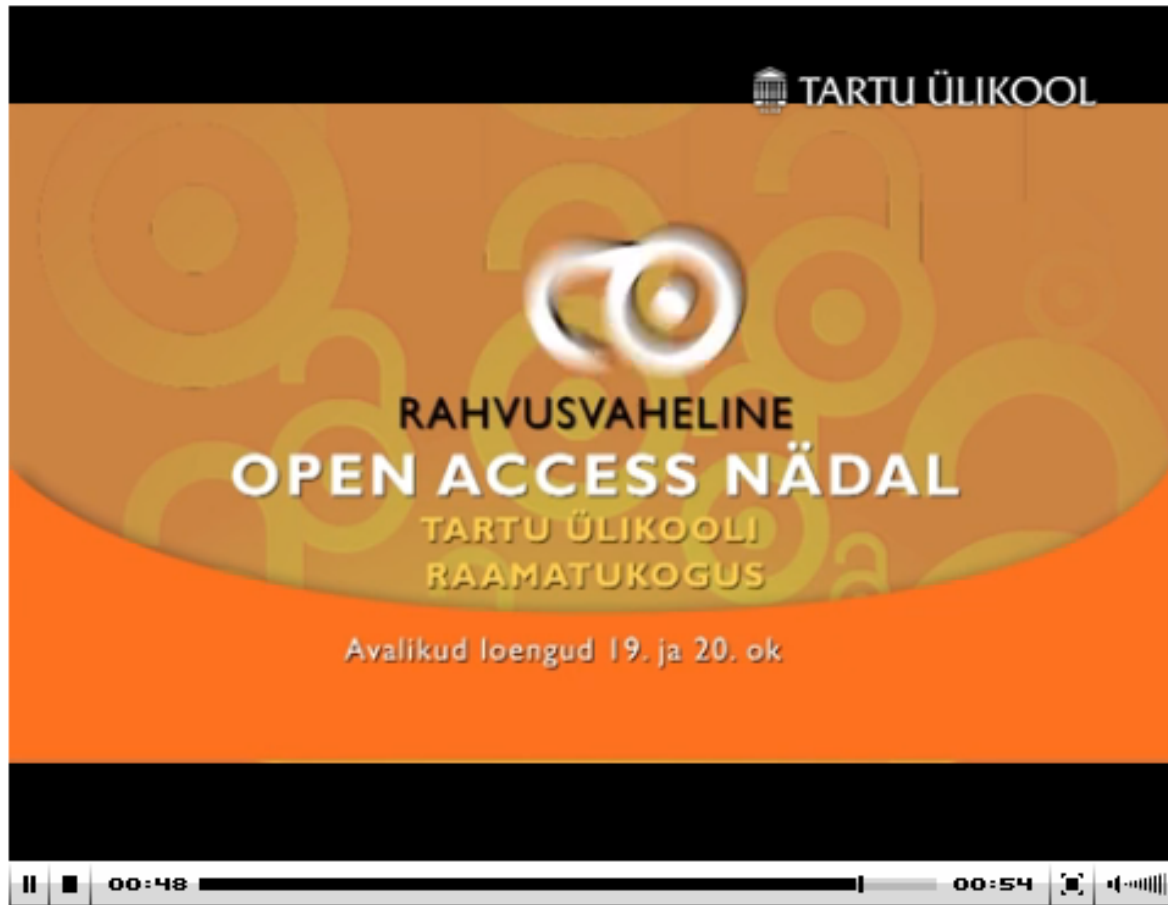 TARTU ÜLIKOOL
RAHVUSVAHELINE
OPEN ACCESS NÄDAL
TARTU ÜLIKOOLI
RAAMATUKOGUS
Avalikud loengud 19. ja 20. ok
00:48 00:54